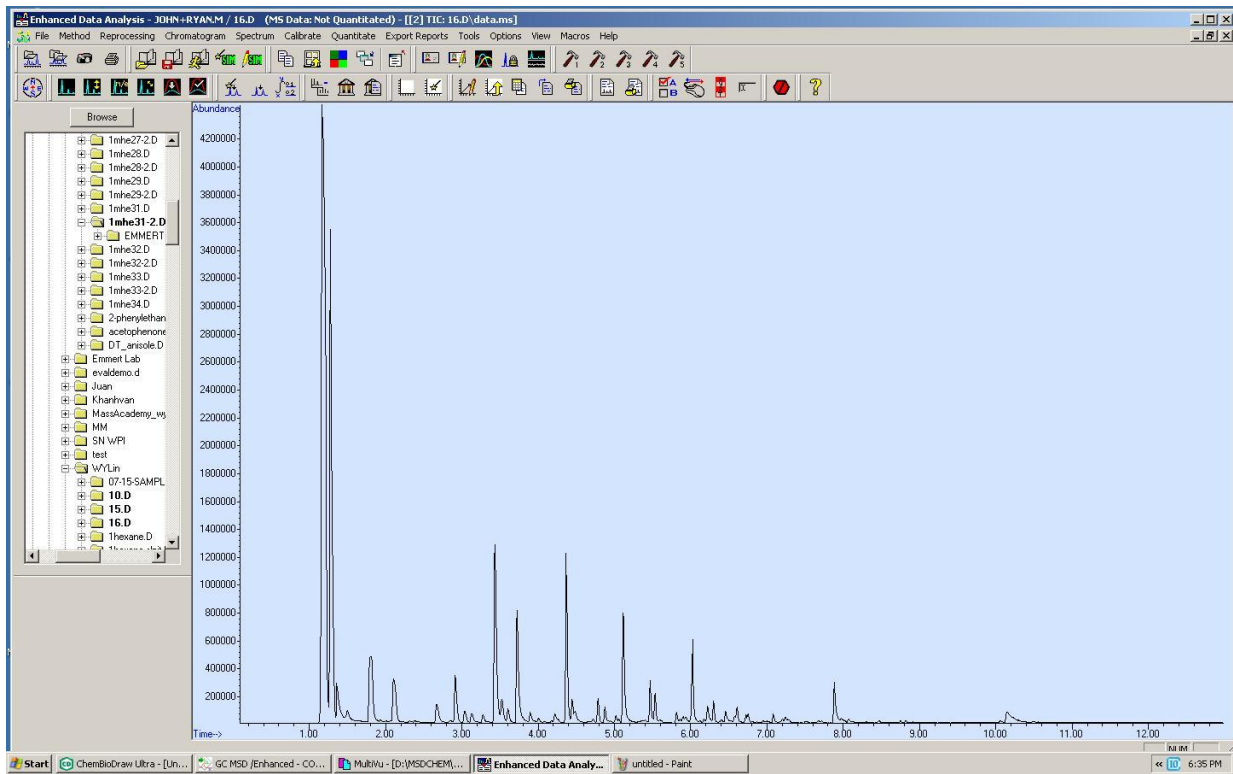 Enhanced Data Analysis - JOHN+RYAN.M / 16.D (MS Data: Not Quantitated) - [[2] TIC: 16.D\data.ms]
File Method Reprocessing Chromatogram Spectrum Calibrate Quantitate Export Reports Tools Options View Macros Help
Browse
1mhe27-2.D
1mhe28.D
1mhe28-2.D
1mhe29.D
1mhe29-2.D
1mhe31.D
1mhe31-2.D
EMMERT
1mhe32.D
1mhe32-2.D
1mhe33.D
1mhe33-2.D
1mhe34.D
2-phenylethan
acetophenone
DT_anisole.D
Emmert Lab
evaldemo.d
Juan
Khanhvan
MassAcademy_wy
MM
SN WPI
test
WYLin
07-15-SAMPL
10.D
15.D
16.D
1hexane.D
Abundance
4200000
4000000
3800000
3600000
3400000
3200000
3000000
2800000
2600000
2400000
2200000
2000000
1800000
1600000
1400000
1200000
1000000
800000
600000
400000
200000
Time-->
1.00 2.00 3.00 4.00 5.00 6.00 7.00 8.00 9.00 10.00 11.00 12.00
NUM
Start ChemBioDraw Ultra - [Un... GC MSD /Enhanced - CO... MultiVu - [D:\MSDCHEM\... Enhanced Data Analy... untitled - Paint 6:35 PM